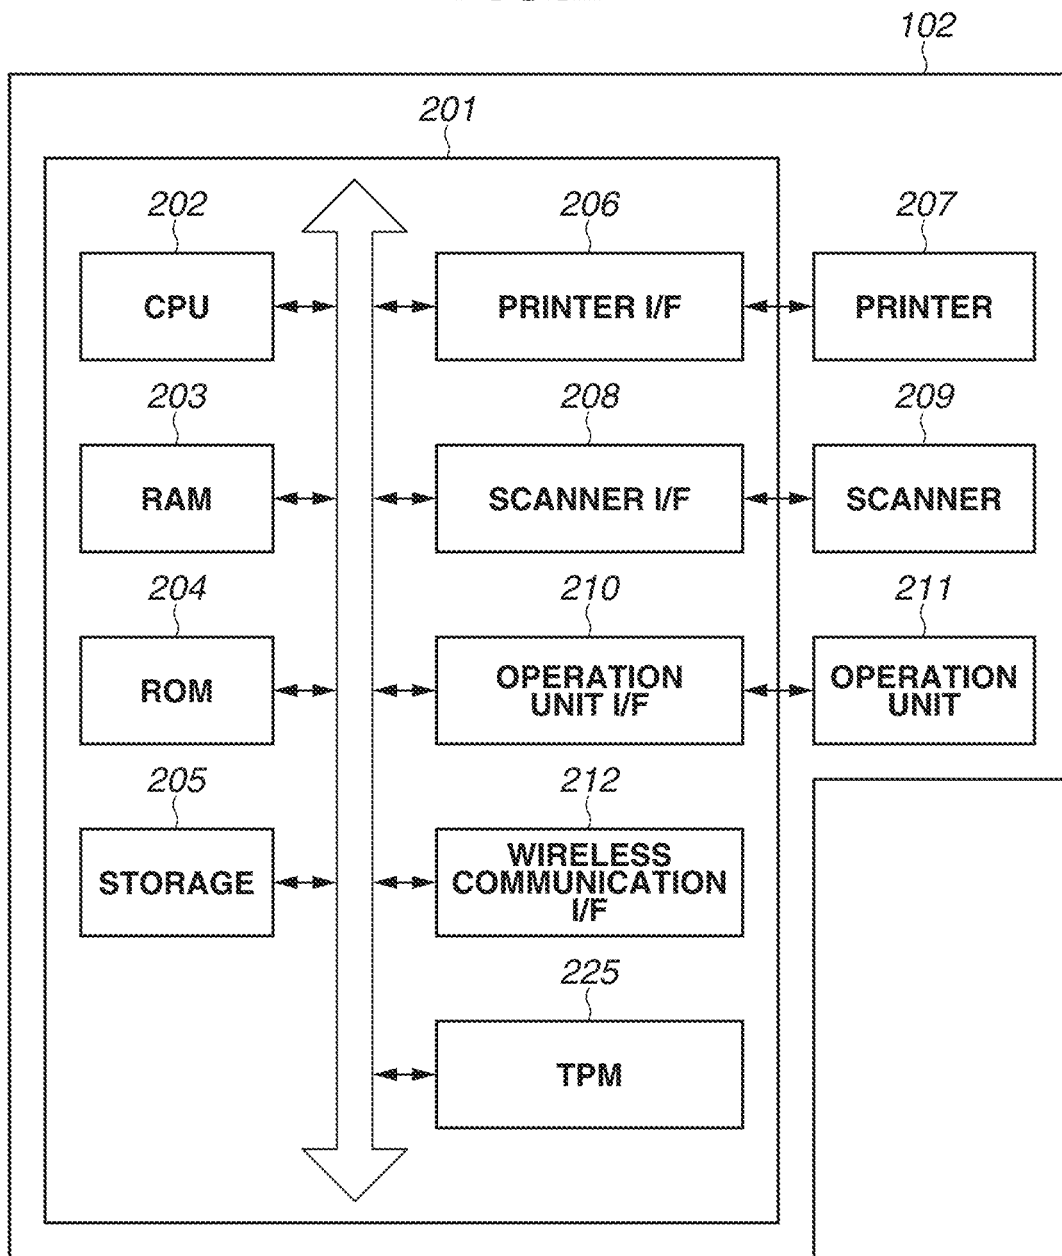 102
201
202
206
207
CPU
PRINTER I/F
PRINTER
203
208
209
RAM
SCANNER I/F
SCANNER
204
210
211
ROM
OPERATION
UNIT I/F
OPERATION
UNIT
205
212
STORAGE
WIRELESS
COMMUNICATION
I/F
225
TPM